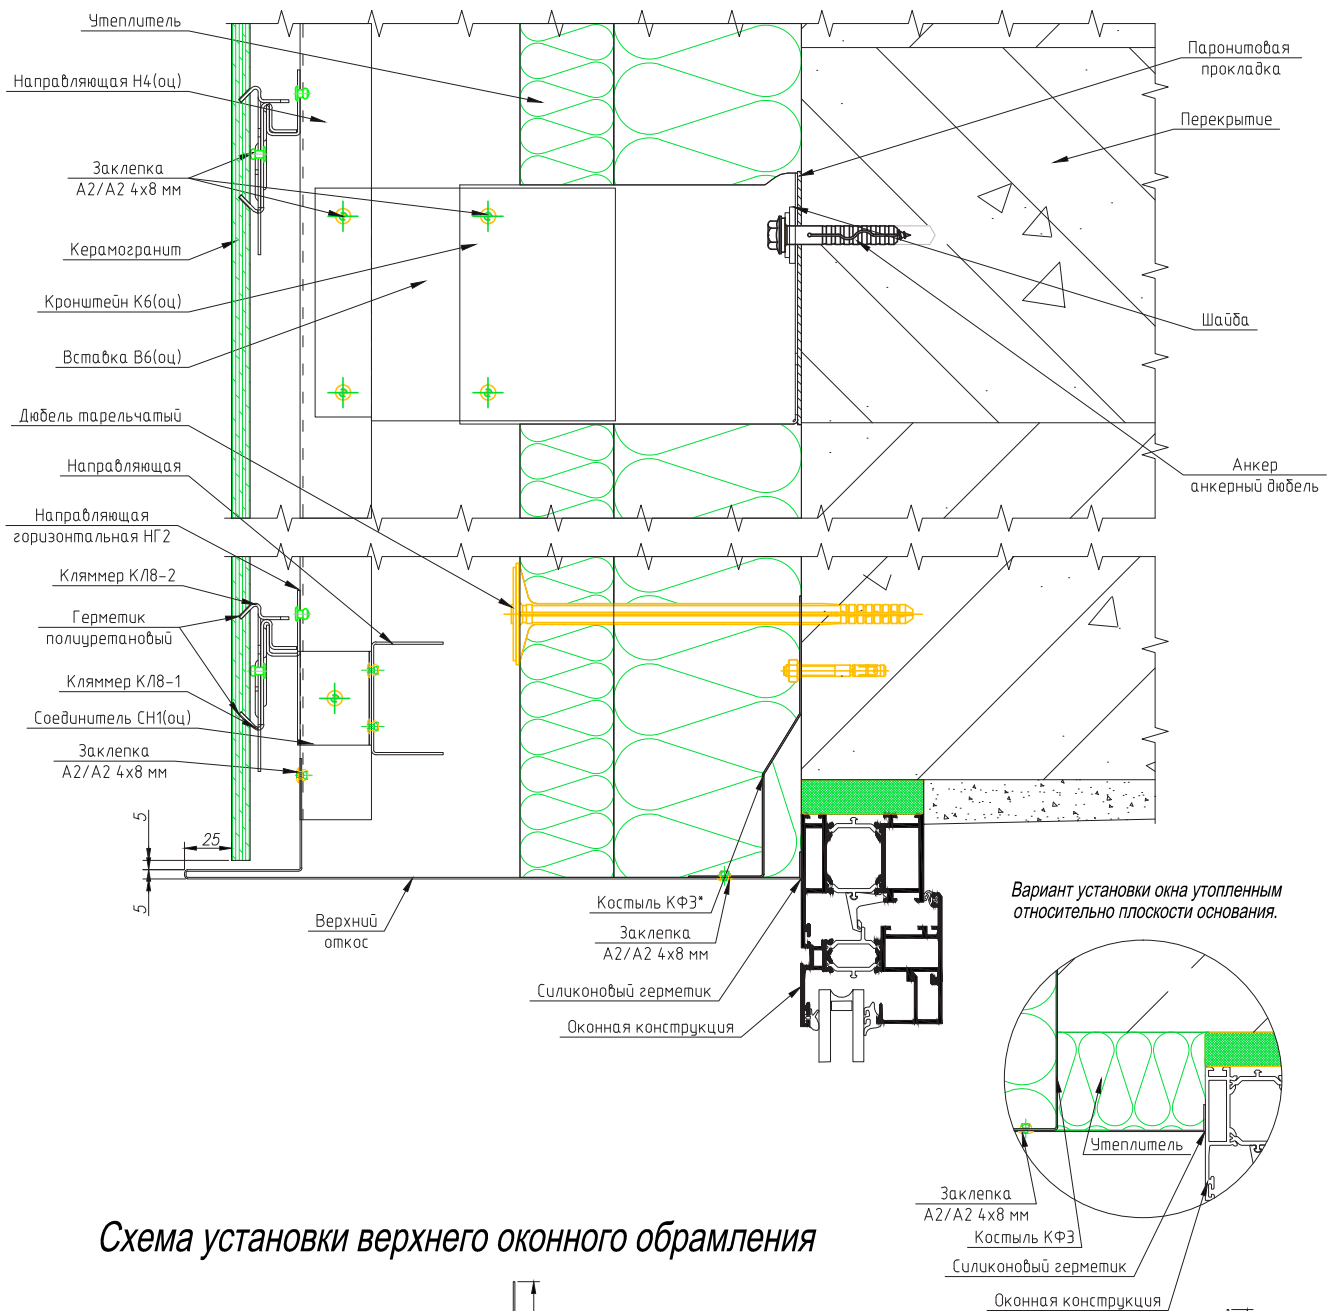 Утеплитель
Направляющая Н4(оц)
Заклепка
А2/А2 4х8 мм
Керамогранит
Кронштейн К6(оц)
Вставка В6(оц)
Дюбель тарельчатый
Направляющая
Направляющая
горизонтальная НГ2
Кляммер КЛ8-2
Герметик
полиуретановый
Кляммер КЛ8-1
Соединитель СН1(оц)
Заклепка
А2/А2 4х8 мм
Паронитовая
прокладка
Перекрытие
Шайба
Анкер
анкерный дюбель
5
25
5
Верхний
откос
Костыль КФ3*
Заклепка
А2/А2 4х8 мм
Силиконовый герметик
Оконная конструкция
Вариант установки окна утопленным
относительно плоскости основания.
Утеплитель
Заклепка
А2/А2 4х8 мм
Костыль КФ3
Силиконовый герметик
Оконная конструкция
Схема установки верхнего оконного обрамления